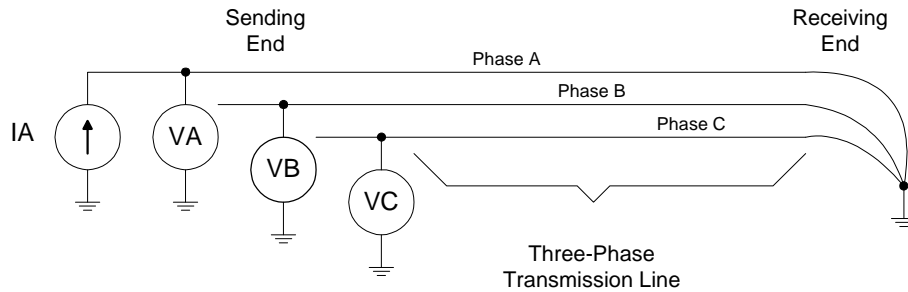 Sending
End
Receiving
End
Phase A
Phase B
Phase C
IA
VA
VB
VC
Three-Phase
Transmission Line